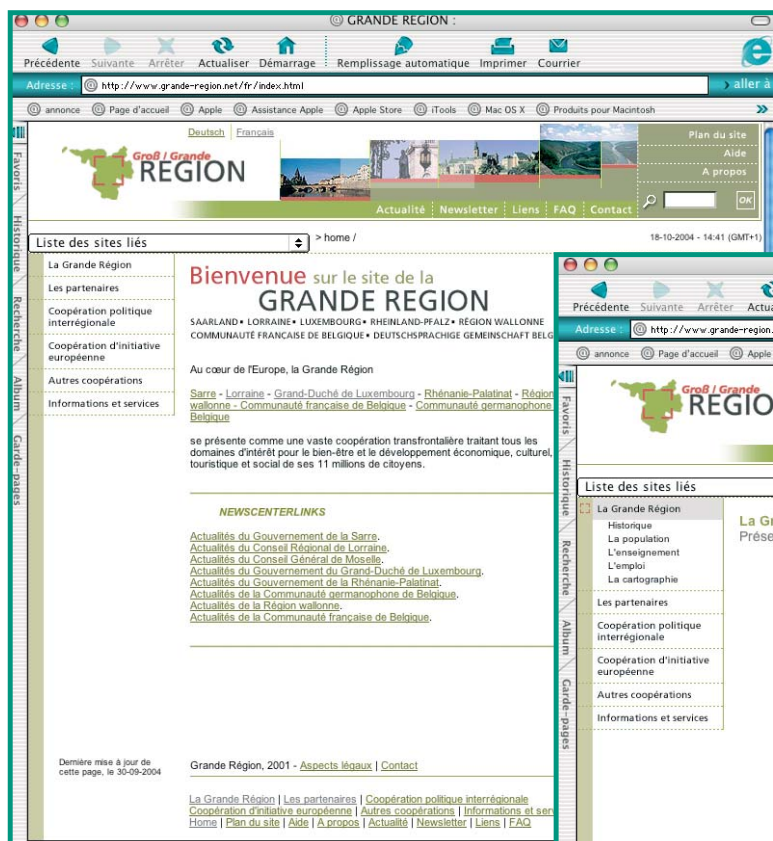 GRANDE REGION :
Précédente Suivante Arrêter Actualiser Démarrage Remplissage automatique Imprimer Courrier
Adresse : http://www.grande-region.net/fr/index.html aller à
annonce Page d'accueil Apple Assistance Apple Apple Store iTools Mac OS X Produits pour Macintosh
Favoris
Historique
Recherche
Album
Garde-pages
Deutsch Français
Groß / Grande
REGION
Plan du site
Aide
A propos
OK
Actualité Newsletter Liens FAQ Contact
Liste des sites liés > home / 18-10-2004 - 14:41 (GMT+1)
La Grande Région
Les partenaires
Coopération politique
interrégionale
Coopération d'initiative
européenne
Autres coopérations
Informations et services
Bienvenue sur le site de la
GRANDE REGION
SAARLAND• LORRAINE• LUXEMBOURG• RHEINLAND-PFALZ• RÉGION WALLONNE
COMMUNAUTÉ FRANÇAISE DE BELGIQUE• DEUTSCHSPRACHIGE GEMEINSCHAFT BELG
Au cœur de l'Europe, la Grande Région
Sarre - Lorraine - Grand-Duché de Luxembourg - Rhénanie-Palatinat - Région
wallonne - Communauté française de Belgique - Communauté germanophone
Belgique
se présente comme une vaste coopération transfrontalière traitant tous les
domaines d'intérêt pour le bien-être et le développement économique, culturel,
touristique et social de ses 11 millions de citoyens.
NEWSCENTERLINKS
Actualités du Gouvernement de la Sarre.
Actualités du Conseil Régional de Lorraine.
Actualités du Conseil Général de Moselle.
Actualités du Gouvernement du Grand-Duché de Luxembourg.
Actualités du Gouvernement de la Rhénanie-Palatinat.
Actualités de la Communauté germanophone de Belgique.
Actualités de la Région wallonne.
Actualités de la Communauté française de Belgique.
Dernière mise à jour de
cette page, le 30-09-2004
Grande Région, 2001 - Aspects légaux | Contact
La Grande Région | Les partenaires | Coopération politique interrégionale
Coopération d'initiative européenne | Autres coopérations | Informations et serv
Home | Plan du site | Aide | A propos | Actualité | Newsletter | Liens | FAQ
Précédente Suivante Arrêter Actua
Adresse : http://www.grande-region.
annonce Page d'accueil Apple
Favoris
Historique
Recherche
Album
Garde-pages
Groß / Grande
REGIO
Liste des sites liés
La Grande Région
Historique
La population
L'enseignement
L'emploi
La cartographie
Les partenaires
Coopération politique
interrégionale
Coopération d'initiative
européenne
Autres coopérations
Informations et services
La Gr
Prése